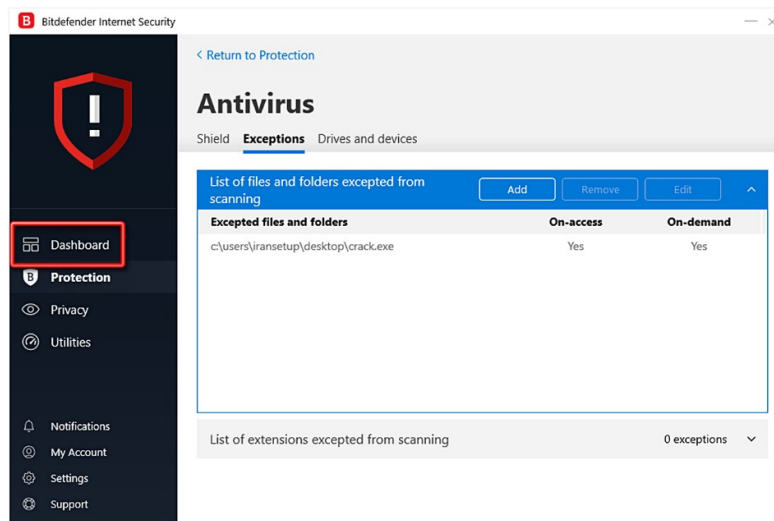 Bitdefender Internet Security
< Return to Protection
Antivirus
Shield Exceptions Drives and devices
List of files and folders excepted from
scanning
Add Remove Edit
Excepted files and folders On-access On-demand
c:\users\iransetup\desktop\crack.exe Yes Yes
List of extensions excepted from scanning 0 exceptions
Dashboard
Protection
Privacy
Utilities
Notifications
My Account
Settings
Support